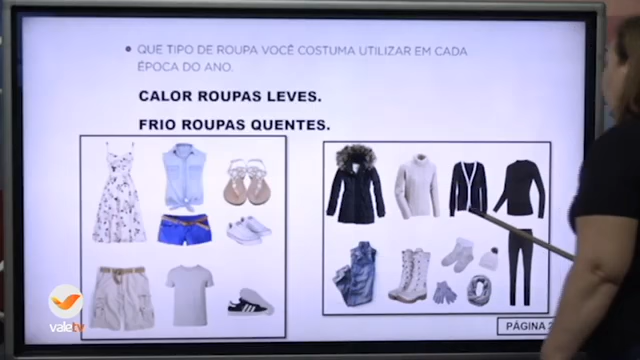 • QUE TIPO DE ROUPA VOCÊ COSTUMA UTILIZAR EM CADA
ÉPOCA DO ANO.
CALOR ROUPAS LEVES.
FRIO ROUPAS QUENTES.
PÁGINA 2
valetv